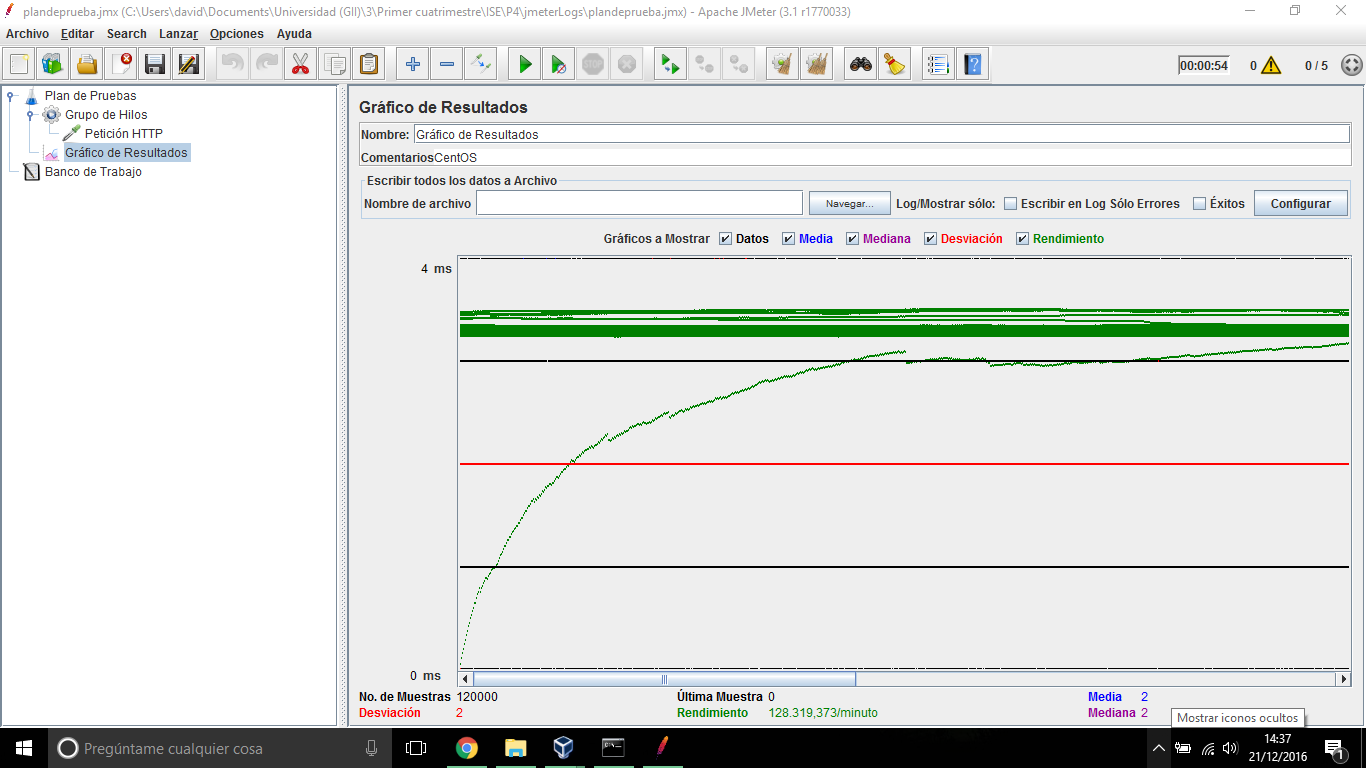 plandeprueba.jmx (C:\Users\david\Documents\Universidad (GII)\3\Primer cuatrimestre\ISE\P4\jmeterLogs\plandeprueba.jmx) - Apache JMeter (3.1 r1770033)
Archivo Editar Search Lanzar Opciones Ayuda
00:00:54 0 0 / 5
Plan de Pruebas
Grupo de Hilos
Petición HTTP
Gráfico de Resultados
Banco de Trabajo
Gráfico de Resultados
Nombre: Gráfico de Resultados
Comentarios CentOS
Escribir todos los datos a Archivo
Nombre de archivo Navegar... Log/Mostrar sólo: Escribir en Log Sólo Errores Éxitos Configurar
Gráficos a Mostrar Datos Media Mediana Desviación Rendimiento
4 ms
0 ms
No. de Muestras 120000 Última Muestra 0 Media 2
Desviación 2 Rendimiento 128.319,373/minuto Mediana 2
Mostrar iconos ocultos
Pregúntame cualquier cosa
14:37
21/12/2016
1